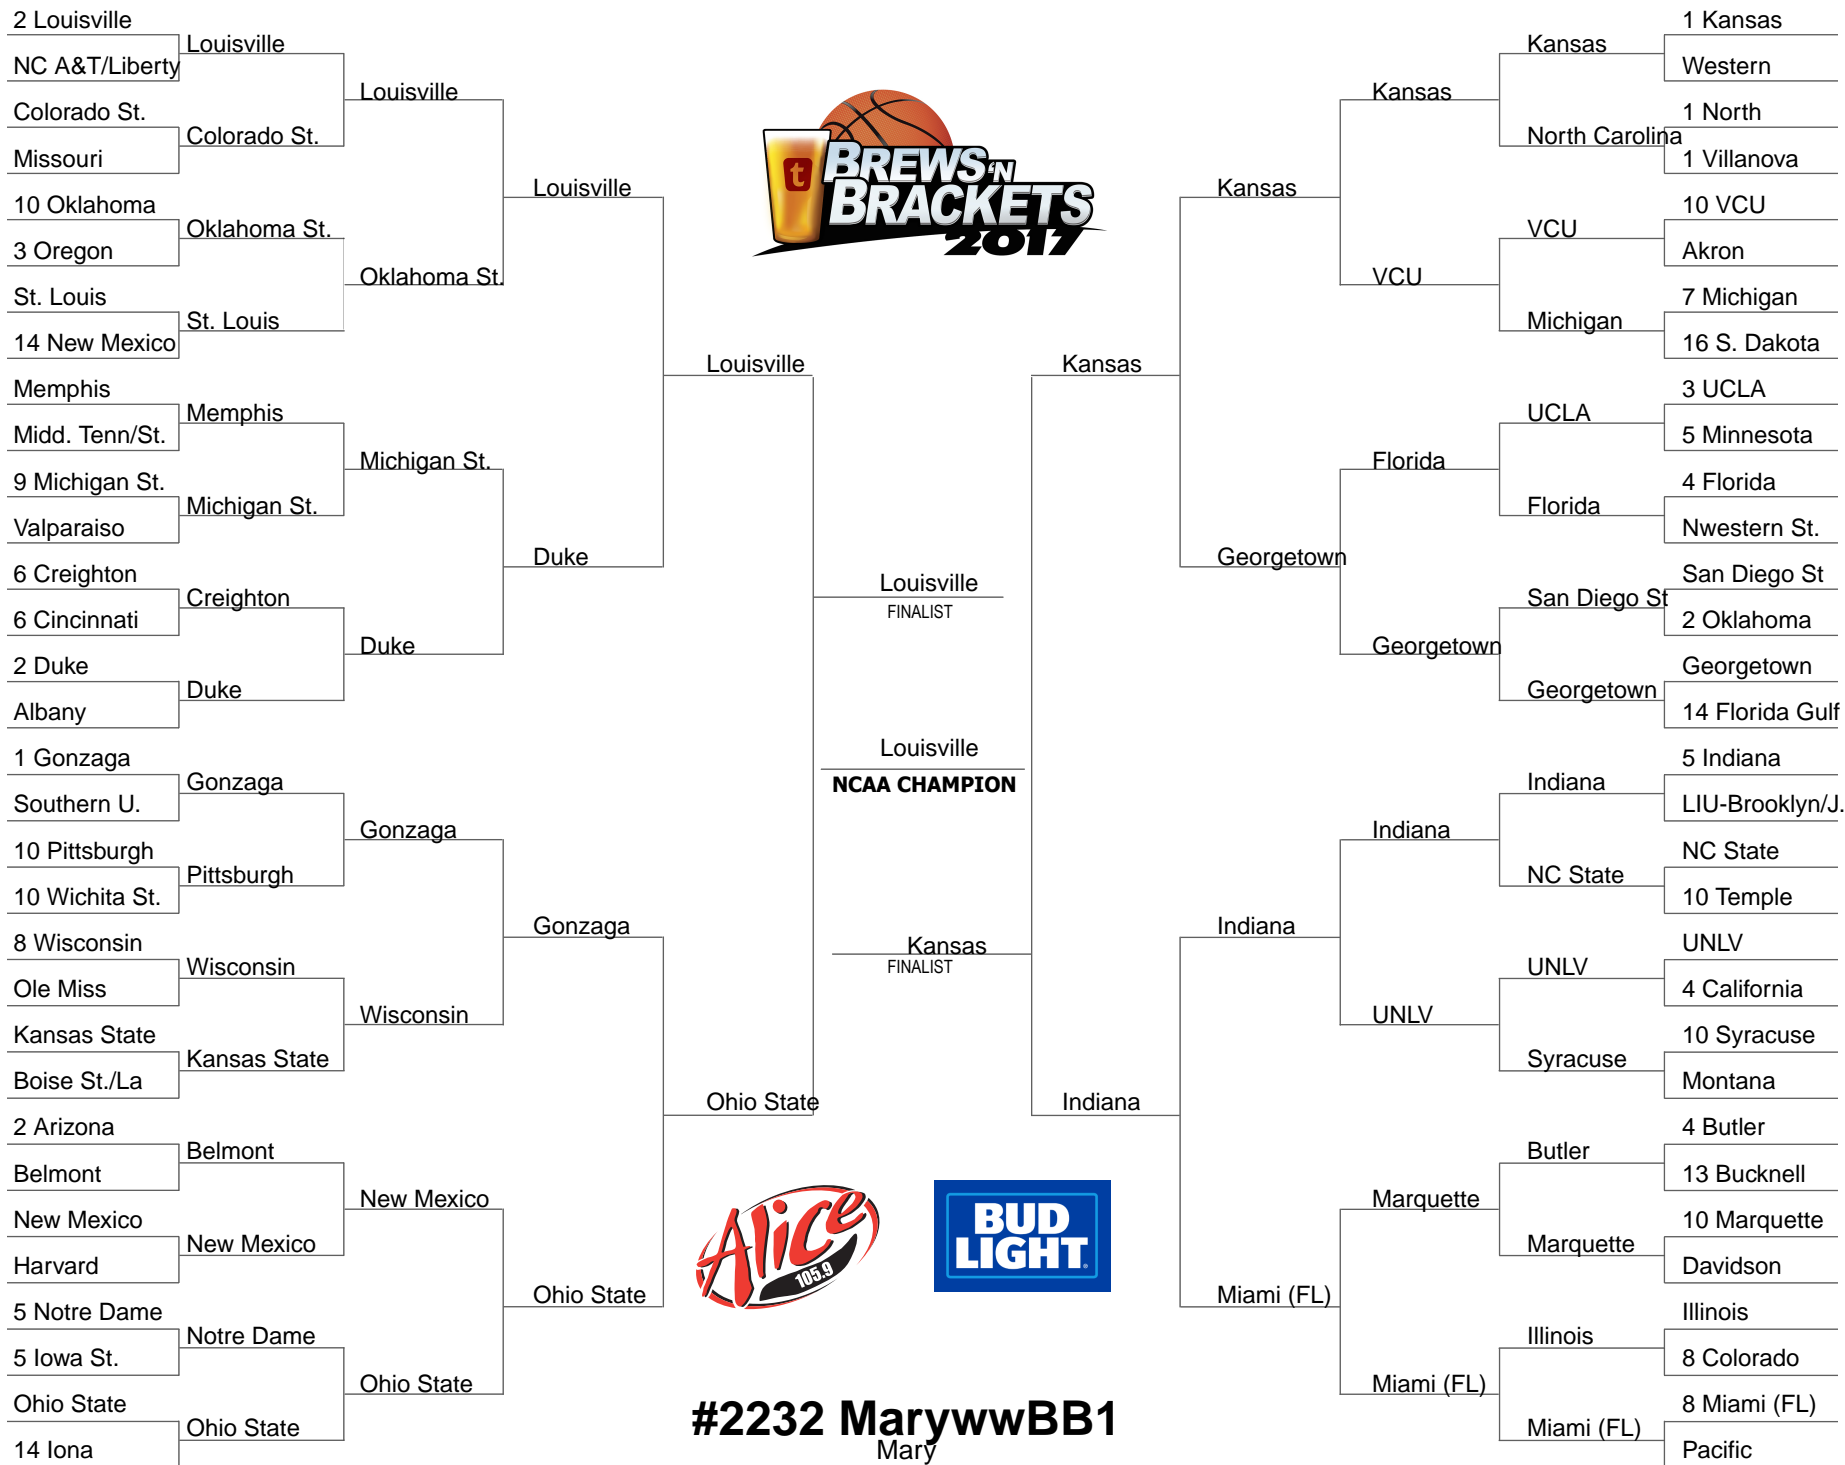 2 Louisville
NC A&T/Liberty
Colorado St.
Missouri
10 Oklahoma
3 Oregon
St. Louis
14 New Mexico
Memphis
Midd. Tenn/St.
9 Michigan St.
Valparaiso
6 Creighton
6 Cincinnati
2 Duke
Albany
1 Gonzaga
Southern U.
10 Pittsburgh
10 Wichita St.
8 Wisconsin
Ole Miss
Kansas State
Boise St./La
2 Arizona
Belmont
New Mexico
Harvard
5 Notre Dame
5 Iowa St.
Ohio State
14 Iona
Louisville
Colorado St.
Oklahoma St.
St. Louis
Memphis
Michigan St.
Creighton
Duke
Gonzaga
Pittsburgh
Wisconsin
Kansas State
Belmont
New Mexico
Notre Dame
Ohio State
Louisville
Oklahoma St.
Michigan St.
Duke
Gonzaga
Wisconsin
New Mexico
Ohio State
Louisville
Duke
Gonzaga
Ohio State
Louisville
Ohio State
t
BREWS 'N
BRACKETS
2017
Louisville
FINALIST
Louisville
NCAA CHAMPION
Kansas
FINALIST
Alice
105.9
BUD
LIGHT
#2232 MarywwBB1
Mary
Kansas
Indiana
Kansas
Georgetown
Indiana
Miami (FL)
Kansas
VCU
Florida
Georgetown
Indiana
UNLV
Marquette
Miami (FL)
Kansas
North Carolina
VCU
Michigan
UCLA
Florida
San Diego St
Georgetown
Indiana
NC State
UNLV
Syracuse
Butler
Marquette
Illinois
Miami (FL)
1 Kansas
Western
1 North
1 Villanova
10 VCU
Akron
7 Michigan
16 S. Dakota
3 UCLA
5 Minnesota
4 Florida
Nwestern St.
San Diego St
2 Oklahoma
Georgetown
14 Florida Gulf
5 Indiana
LIU-Brooklyn/J.
NC State
10 Temple
UNLV
4 California
10 Syracuse
Montana
4 Butler
13 Bucknell
10 Marquette
Davidson
Illinois
8 Colorado
8 Miami (FL)
Pacific